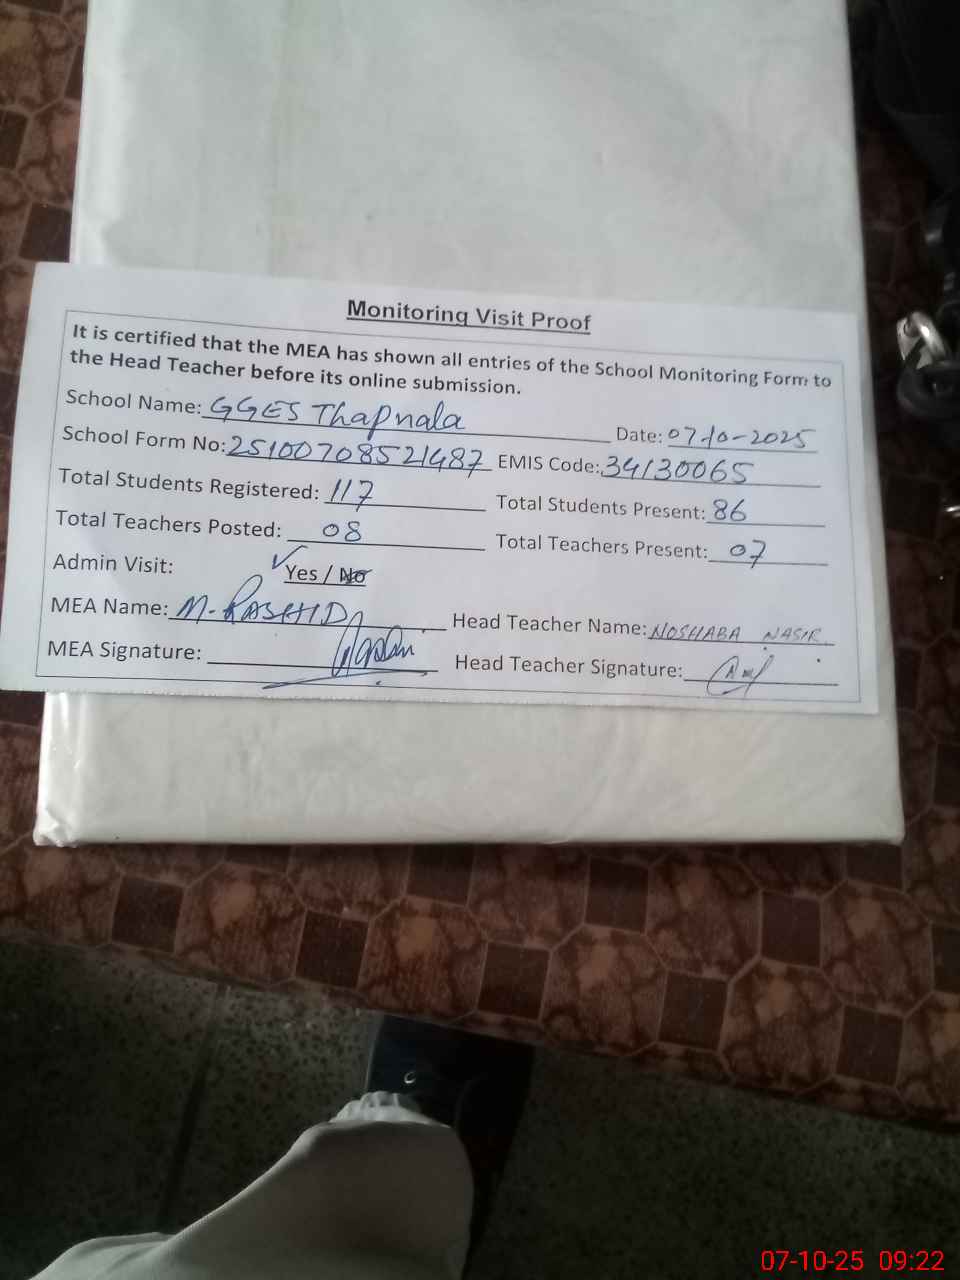 Monitoring Visit Proof
It is certified that the MEA has shown all entries of the School Monitoring Form to
the Head Teacher before its online submission.
School Name: GGES Thapnala Date: 07-10-2025
School Form No: 25100708521487 EMIS Code: 34130065
Total Students Registered: 117 Total Students Present: 86
Total Teachers Posted: 08 Total Teachers Present: 07
Admin Visit: ✓Yes / No
MEA Name: M. RASHID Head Teacher Name: NOSHABA NASIR
MEA Signature: Head Teacher Signature:
07-10-25 09:22